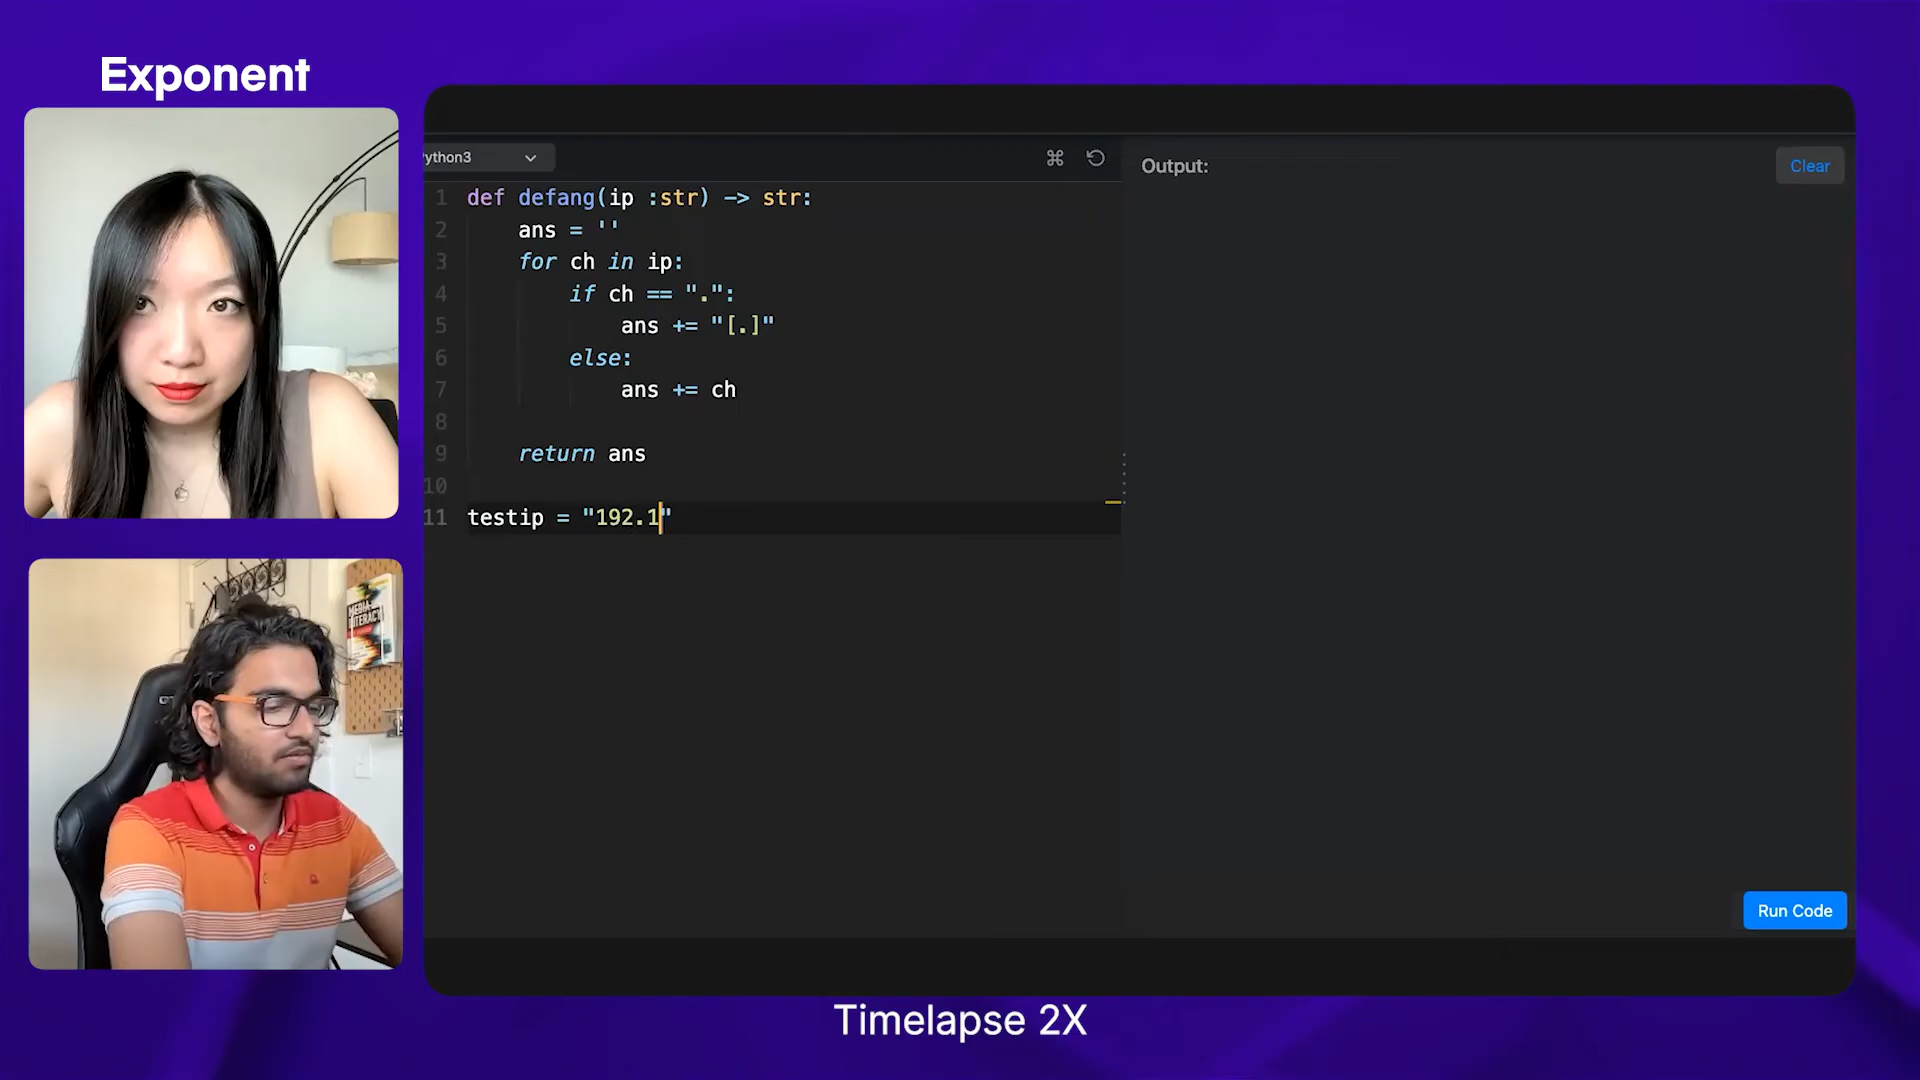 Exponent
ython3
Output:
Clear
1 def defang(ip :str) -> str:
2 ans = ''
3 for ch in ip:
4 if ch == ".":
5 ans += "[.]"
6 else:
7 ans += ch
8
9 return ans
10
11 testip = "192.1"
MEDIA
LITERACY
Run Code
Timelapse 2X